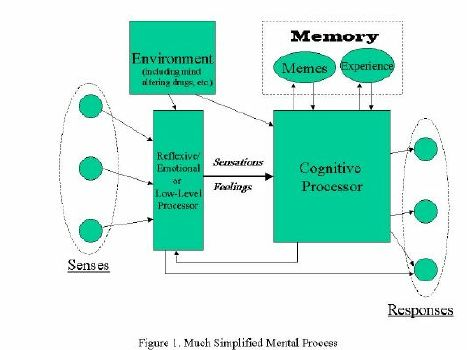 Memory
Environment
(including mind
altering drugs, etc.)
Memes
Experience
Reflexive/
Emotional
or
Low-Level
Processor
Sensations
Feelings
Cognitive
Processor
Senses
Responses
Figure 1. Much Simplified Mental Process